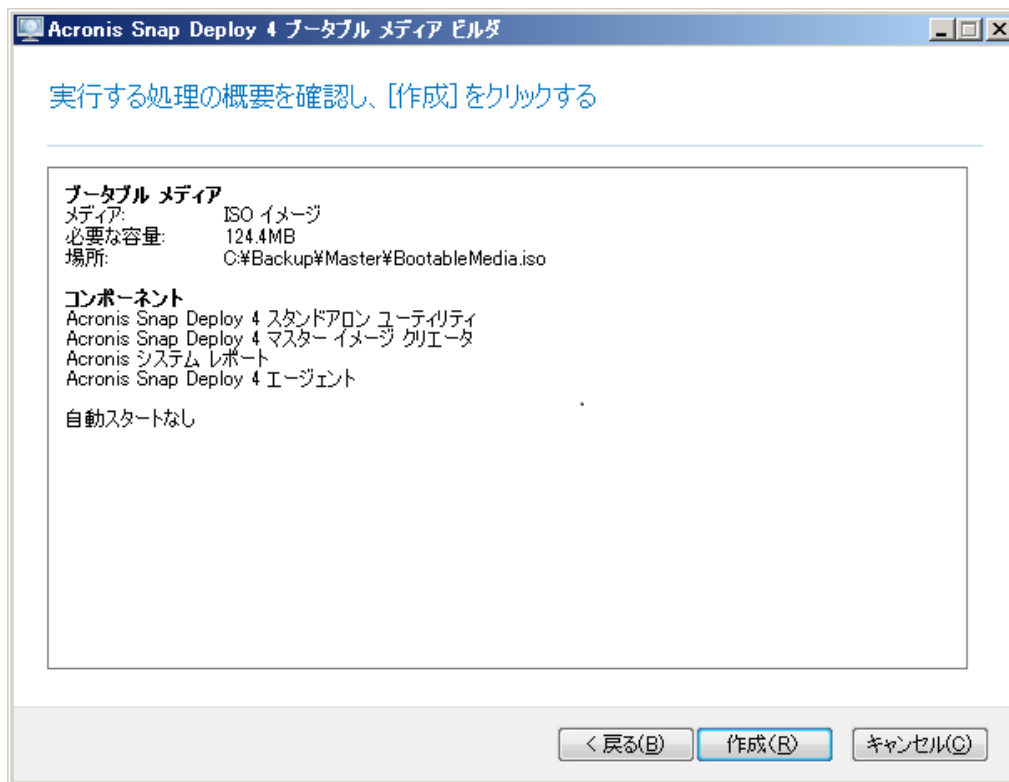 Acronis Snap Deploy 4 ブータブル メディア ビルダ
実行する処理の概要を確認し、[作成] をクリックする
ブータブル メディア
メディア: ISO イメージ
必要な容量: 124.4MB
場所: C:¥Backup¥Master¥BootableMedia.iso
コンポーネント
Acronis Snap Deploy 4 スタンドアロン ユーティリティ
Acronis Snap Deploy 4 マスター イメージ クリエータ
Acronis システム レポート
Acronis Snap Deploy 4 エージェント
自動スタートなし
< 戻る(B) 作成(R) キャンセル(C)